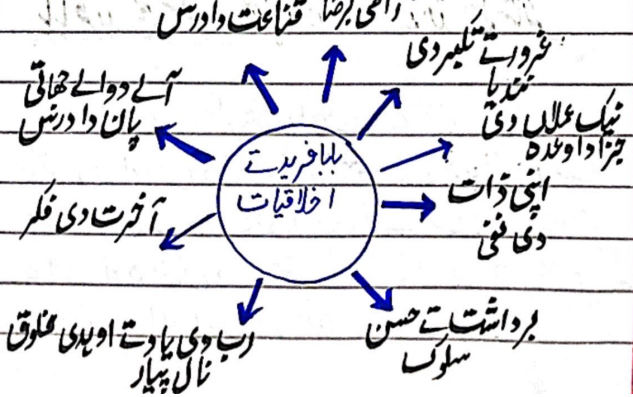 قناعت دا درس
راضی برضا
غرور تے تکبر دی
نندیا
آلے دوالے جھاتی
پان دا درس
نیک عملاں دی
جزا دا وعدہ
بابا فرید تے
اخلاقیات
اپنی ذات
دی نفی
آخرت دی فکر
برداشت تے حسن
سلوک
رب دی یاد تے اوہدی مخلوق
نال پیار